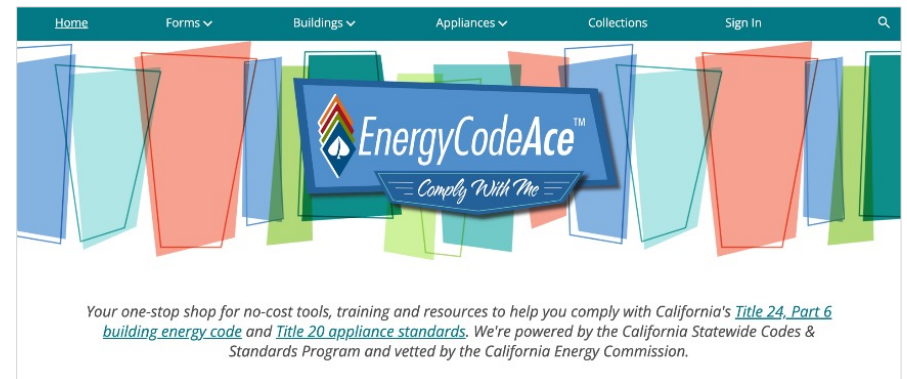 Home Forms Buildings Appliances Collections Sign In
EnergyCodeAce™
Comply With Me
Your one-stop shop for no-cost tools, training and resources to help you comply with California's Title 24, Part 6
building energy code and Title 20 appliance standards. We're powered by the California Statewide Codes &
Standards Program and vetted by the California Energy Commission.